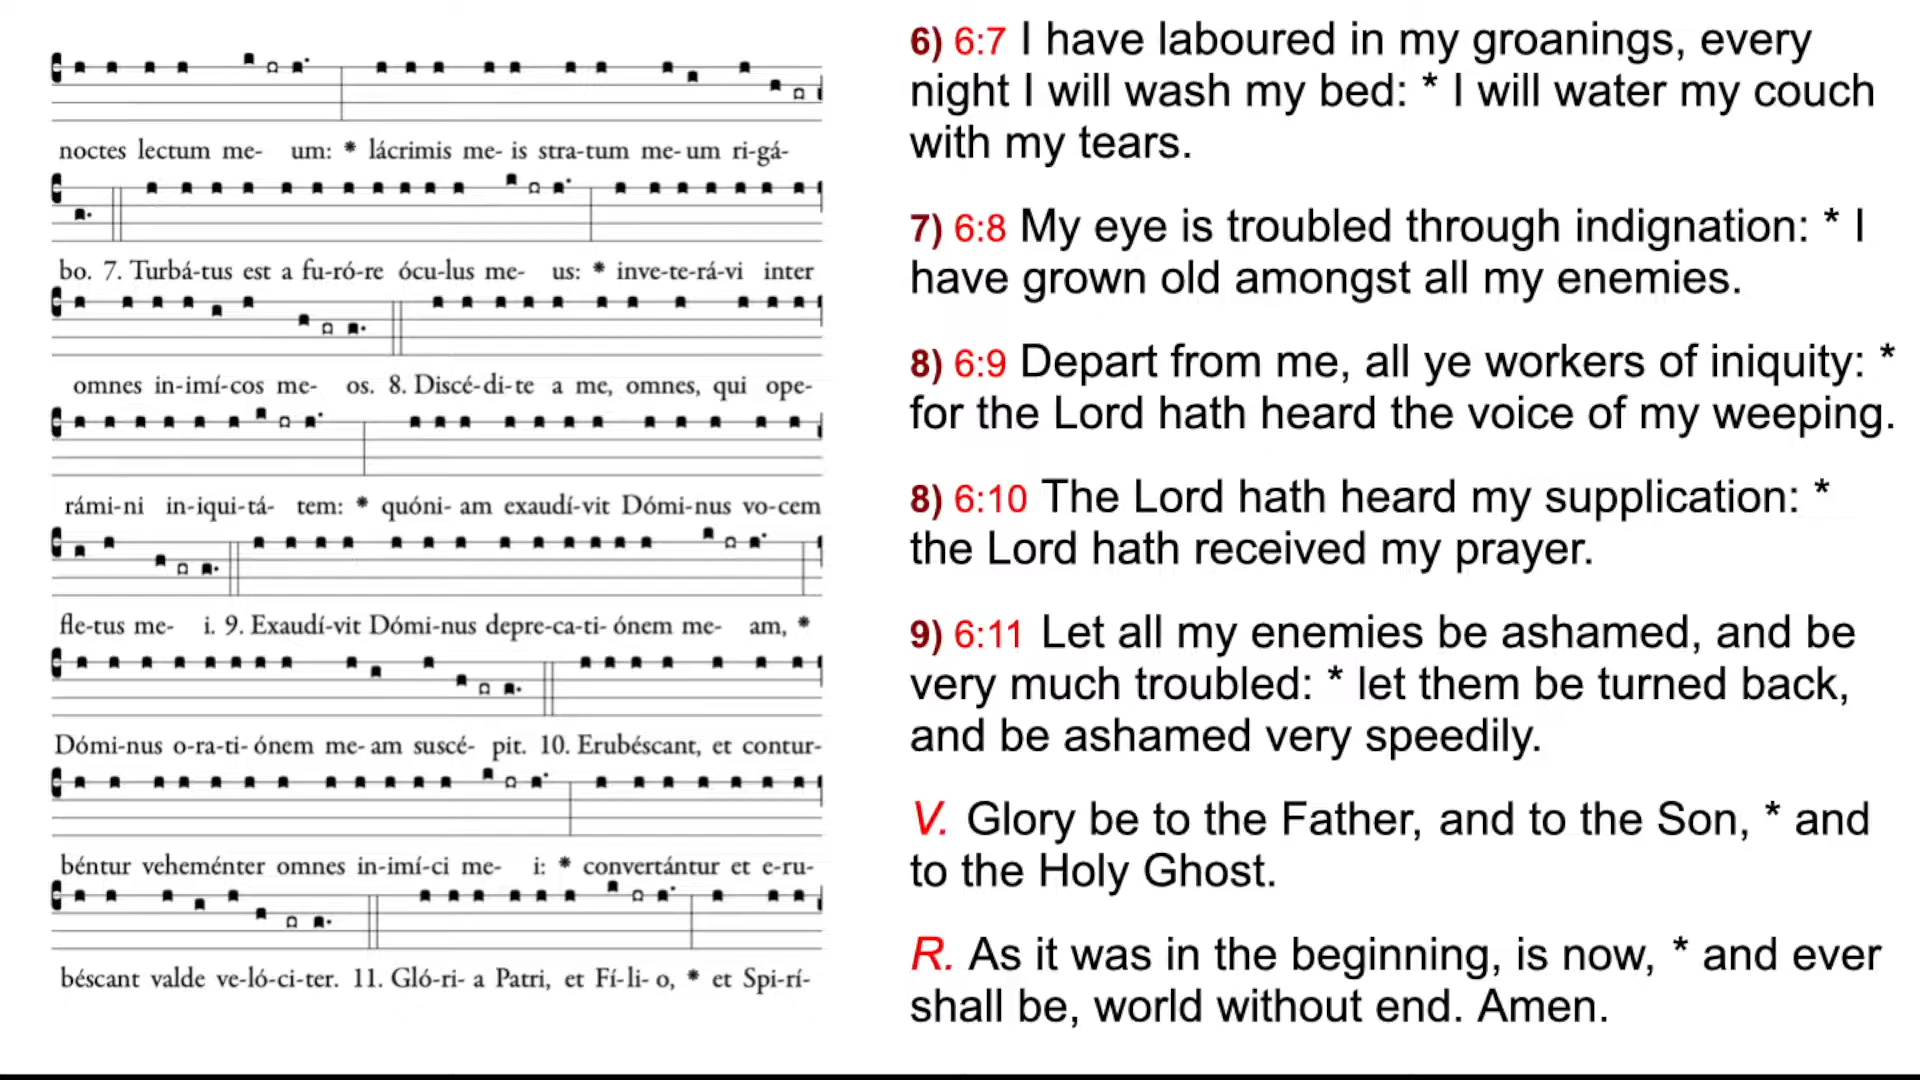 noctes lectum me- um: * lácrimis me- is stra-tum me-um ri-gá-
bo. 7. Turbá-tus est a fu-ró-re ócu-lus me- us: * inve-te-rá-vi inter
omnes in-imí-cos me- os. 8. Discé-di-te a me, omnes, qui ope-
rámi-ni in-iqui-tá- tem: * quóni- am exaudí-vit Dómi-nus vo-cem
fle-tus me- i. 9. Exaudí-vit Dómi-nus depre-ca-ti- ónem me- am, *
Dómi-nus o-ra-ti- ónem me- am suscé- pit. 10. Erubéscant, et contur-
béntur veheménter omnes in-imí-ci me- i: * convertántur et e-ru-
béscant valde ve-ló-ci-ter. 11. Gló-ri- a Patri, et Fí-li- o, * et Spi-rí-
6) 6:7 I have laboured in my groanings, every
night I will wash my bed: * I will water my couch
with my tears.
7) 6:8 My eye is troubled through indignation: * I
have grown old amongst all my enemies.
8) 6:9 Depart from me, all ye workers of iniquity: *
for the Lord hath heard the voice of my weeping.
8) 6:10 The Lord hath heard my supplication: *
the Lord hath received my prayer.
9) 6:11 Let all my enemies be ashamed, and be
very much troubled: * let them be turned back,
and be ashamed very speedily.
V. Glory be to the Father, and to the Son, * and
to the Holy Ghost.
R. As it was in the beginning, is now, * and ever
shall be, world without end. Amen.